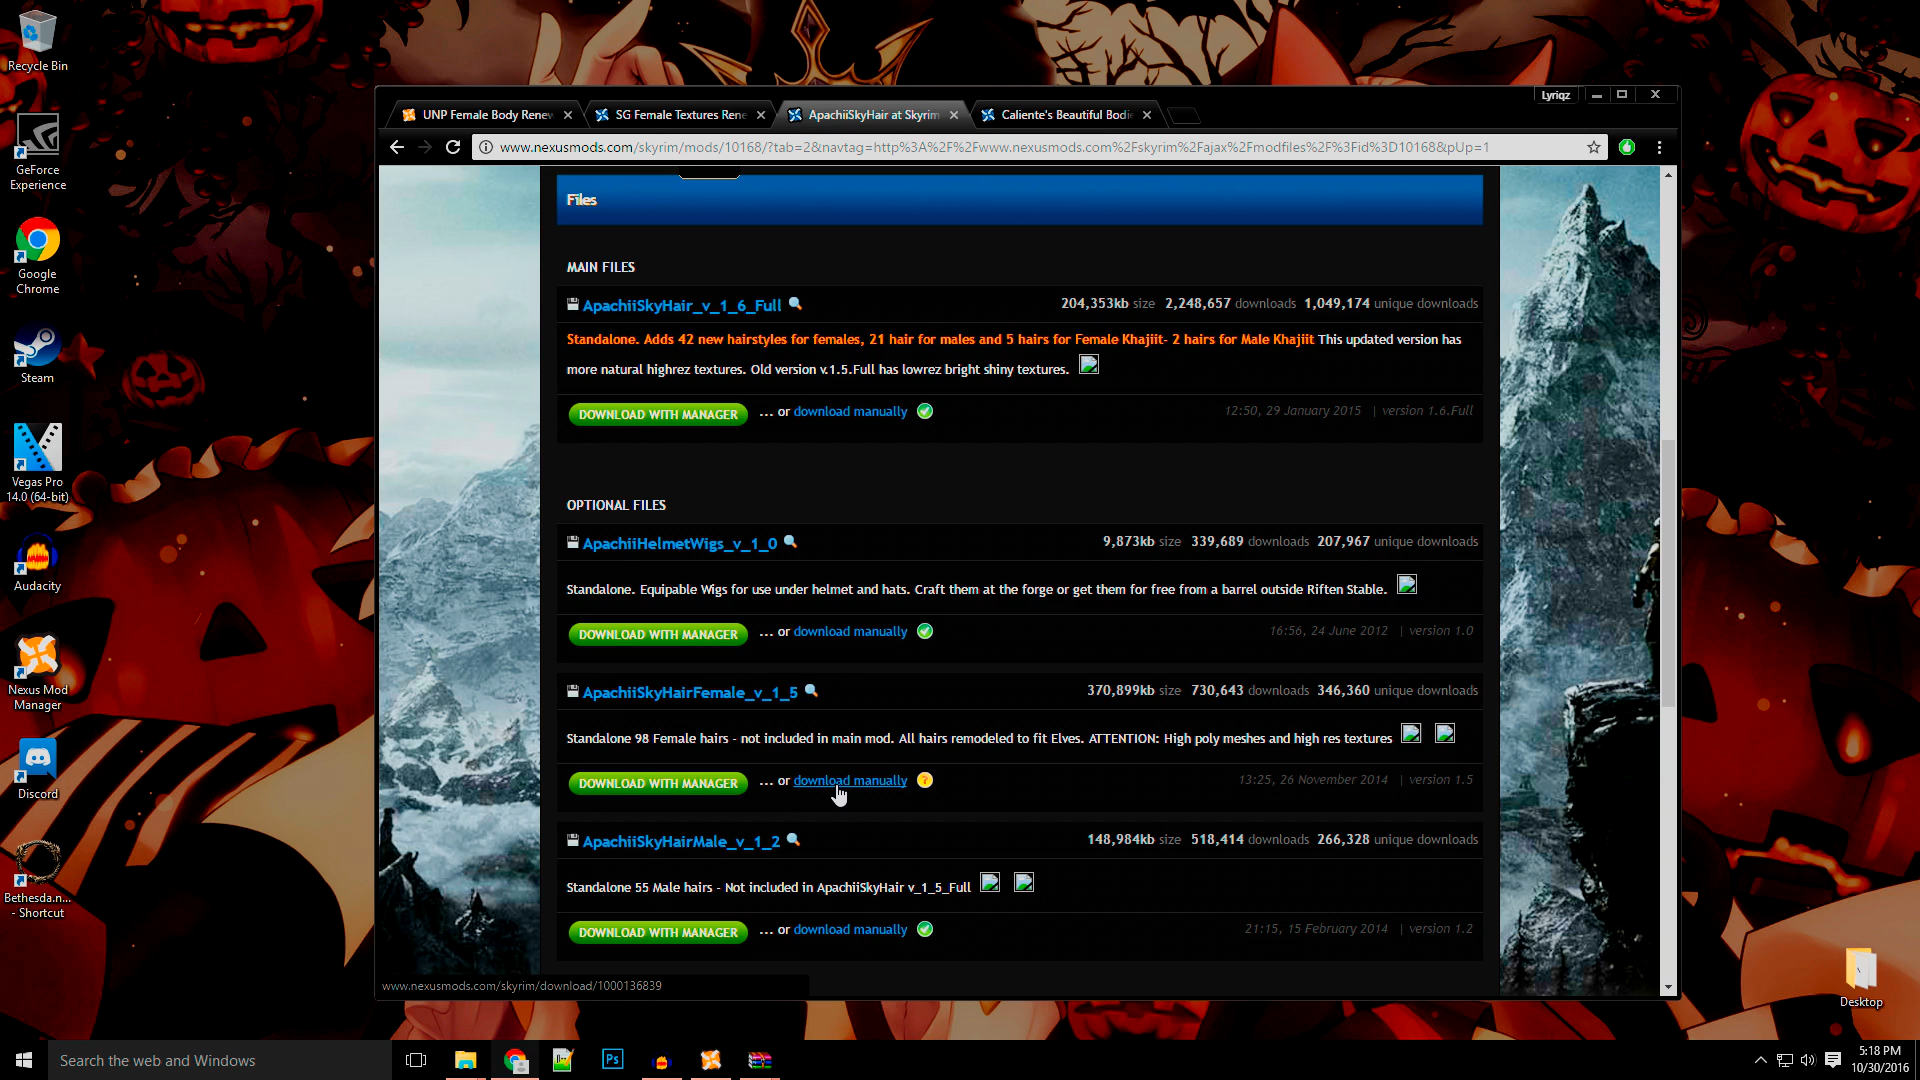 Recycle Bin
GeForce
Experience
Google
Chrome
Steam
Vegas Pro
14.0 (64-bit)
Audacity
Nexus Mod
Manager
Discord
Bethesda.n...
- Shortcut
Desktop
Lyriqz
UNP Female Body Renew
SG Female Textures Rene
ApachiiSkyHair at Skyrim
Caliente's Beautiful Bodie
www.nexusmods.com/skyrim/mods/10168/?tab=2&navtag=http%3A%2F%2Fwww.nexusmods.com%2Fskyrim%2Fajax%2Fmodfiles%2F%3Fid%3D10168&pUp=1
Files
MAIN FILES
ApachiiSkyHair_v_1_6_Full
204,353kb size 2,248,657 downloads 1,049,174 unique downloads
Standalone. Adds 42 new hairstyles for females, 21 hair for males and 5 hairs for Female Khajiit- 2 hairs for Male Khajiit This updated version has
more natural highrez textures. Old version v.1.5.Full has lowrez bright shiny textures.
DOWNLOAD WITH MANAGER ... or download manually
12:50, 29 January 2015 | version 1.6.Full
OPTIONAL FILES
ApachiiHelmetWigs_v_1_0
9,873kb size 339,689 downloads 207,967 unique downloads
Standalone. Equipable Wigs for use under helmet and hats. Craft them at the forge or get them for free from a barrel outside Riften Stable.
DOWNLOAD WITH MANAGER ... or download manually
16:56, 24 June 2012 | version 1.0
ApachiiSkyHairFemale_v_1_5
370,899kb size 730,643 downloads 346,360 unique downloads
Standalone 98 Female hairs - not included in main mod. All hairs remodeled to fit Elves. ATTENTION: High poly meshes and high res textures
DOWNLOAD WITH MANAGER ... or download manually
13:25, 26 November 2014 | version 1.5
ApachiiSkyHairMale_v_1_2
148,984kb size 518,414 downloads 266,328 unique downloads
Standalone 55 Male hairs - Not included in ApachiiSkyHair v_1_5_Full
DOWNLOAD WITH MANAGER ... or download manually
21:15, 15 February 2014 | version 1.2
www.nexusmods.com/skyrim/download/1000136839
Search the web and Windows
Ps
5:18 PM
10/30/2016